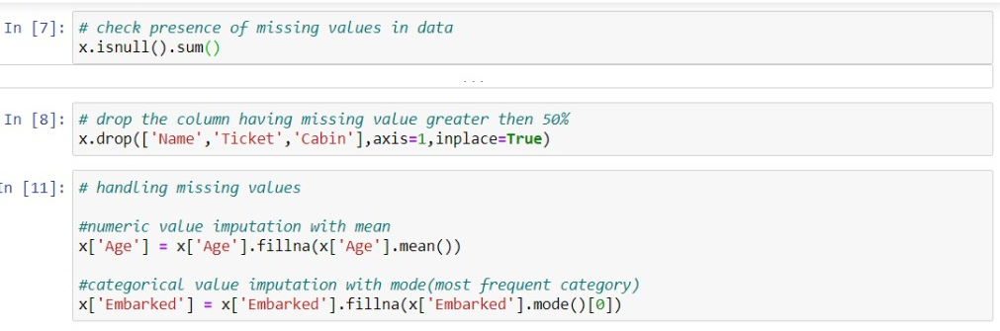 In [7]: # check presence of missing values in data
x.isnull().sum()
...
In [8]: # drop the column having missing value greater then 50%
x.drop(['Name','Ticket','Cabin'],axis=1,inplace=True)
In [11]: # handling missing values
#numeric value imputation with mean
x['Age'] = x['Age'].fillna(x['Age'].mean())
#categorical value imputation with mode(most frequent category)
x['Embarked'] = x['Embarked'].fillna(x['Embarked'].mode()[0])